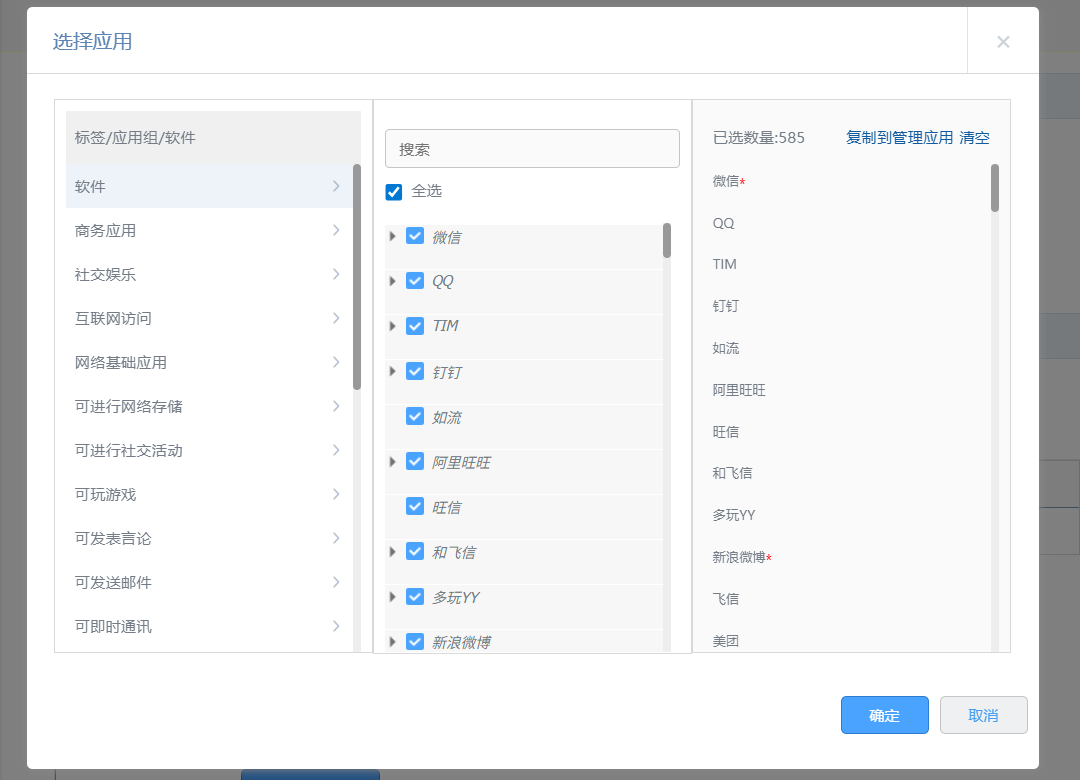 选择应用
标签/应用组/软件
软件
商务应用
社交娱乐
互联网访问
网络基础应用
可进行网络存储
可进行社交活动
可玩游戏
可发表言论
可发送邮件
可即时通讯
搜索
全选
微信
QQ
TIM
钉钉
如流
阿里旺旺
旺信
和飞信
多玩YY
新浪微博
已选数量:585 复制到管理应用 清空
微信*
QQ
TIM
钉钉
如流
阿里旺旺
旺信
和飞信
多玩YY
新浪微博*
飞信
美团
确定 取消